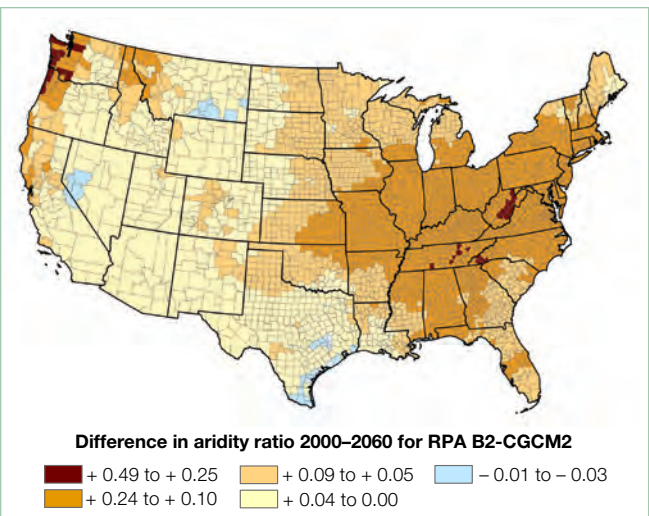 Difference in aridity ratio 2000–2060 for RPA B2-CGCM2
+ 0.49 to + 0.25
+ 0.09 to + 0.05
– 0.01 to – 0.03
+ 0.24 to + 0.10
+ 0.04 to 0.00